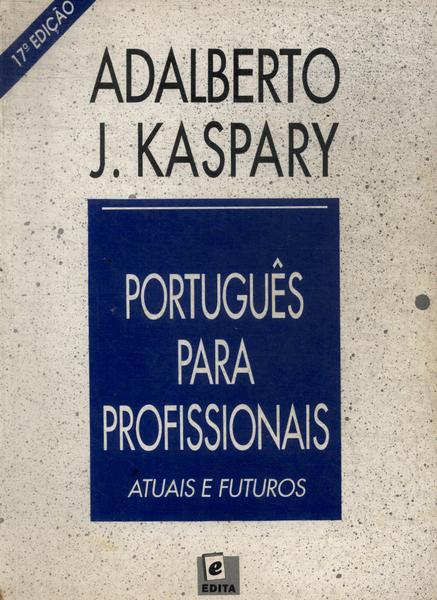 17ª EDIÇÃO
ADALBERTO
J. KASPARY
PORTUGUÊS
PARA
PROFISSIONAIS
ATUAIS E FUTUROS
e
EDITA